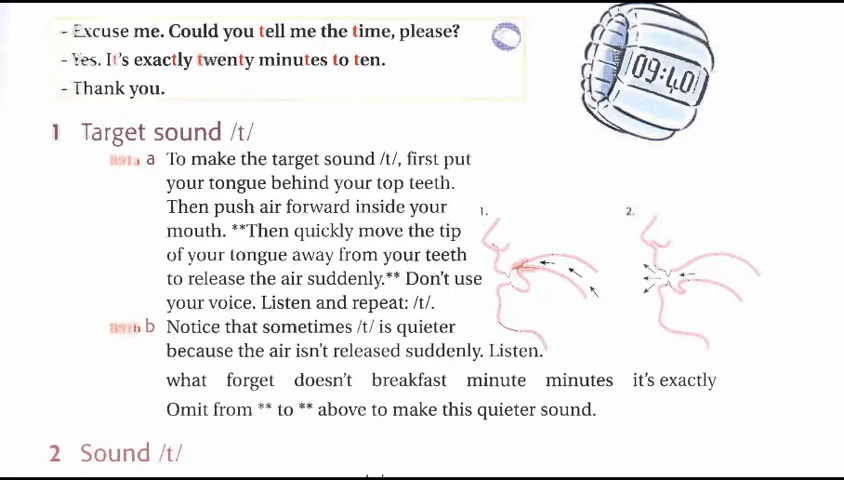 - Excuse me. Could you tell me the time, please?
- Yes. It's exactly twenty minutes to ten.
- Thank you.
09:40
1 Target sound /t/
B91a a To make the target sound /t/, first put
your tongue behind your top teeth.
Then push air forward inside your
mouth. **Then quickly move the tip
of your tongue away from your teeth
to release the air suddenly.** Don't use
your voice. Listen and repeat: /t/.
1.
2.
B91b b Notice that sometimes /t/ is quieter
because the air isn't released suddenly. Listen.
what forget doesn't breakfast minute minutes it's exactly
Omit from ** to ** above to make this quieter sound.
2 Sound /t/